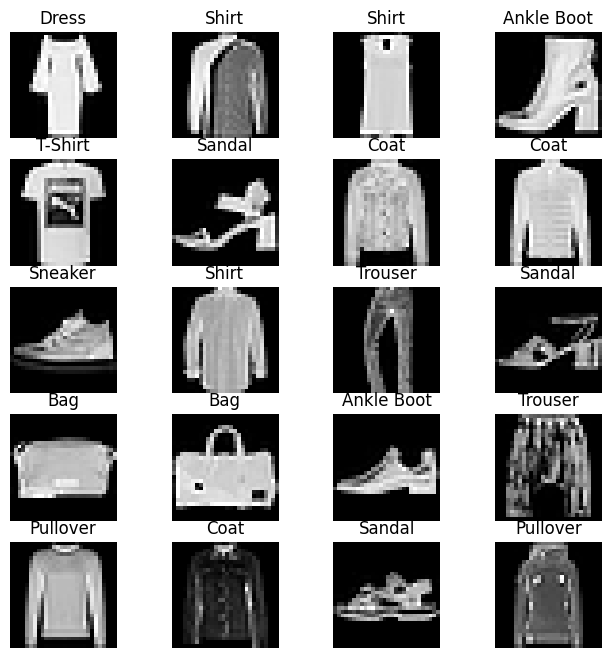 Dress Shirt Shirt Ankle Boot
T-Shirt Sandal Coat Coat
Sneaker Shirt Trouser Sandal
Bag Bag Ankle Boot Trouser
Pullover Coat Sandal Pullover